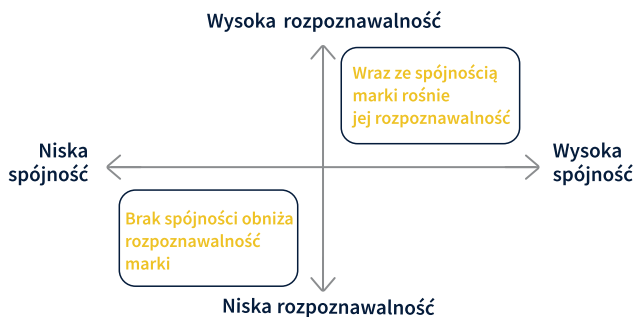 Wysoka rozpoznawalność
Wraz ze spójnością
marki rośnie
jej rozpoznawalność
Niska
spójność
Wysoka
spójność
Brak spójności obniża
rozpoznawalność
marki
Niska rozpoznawalność